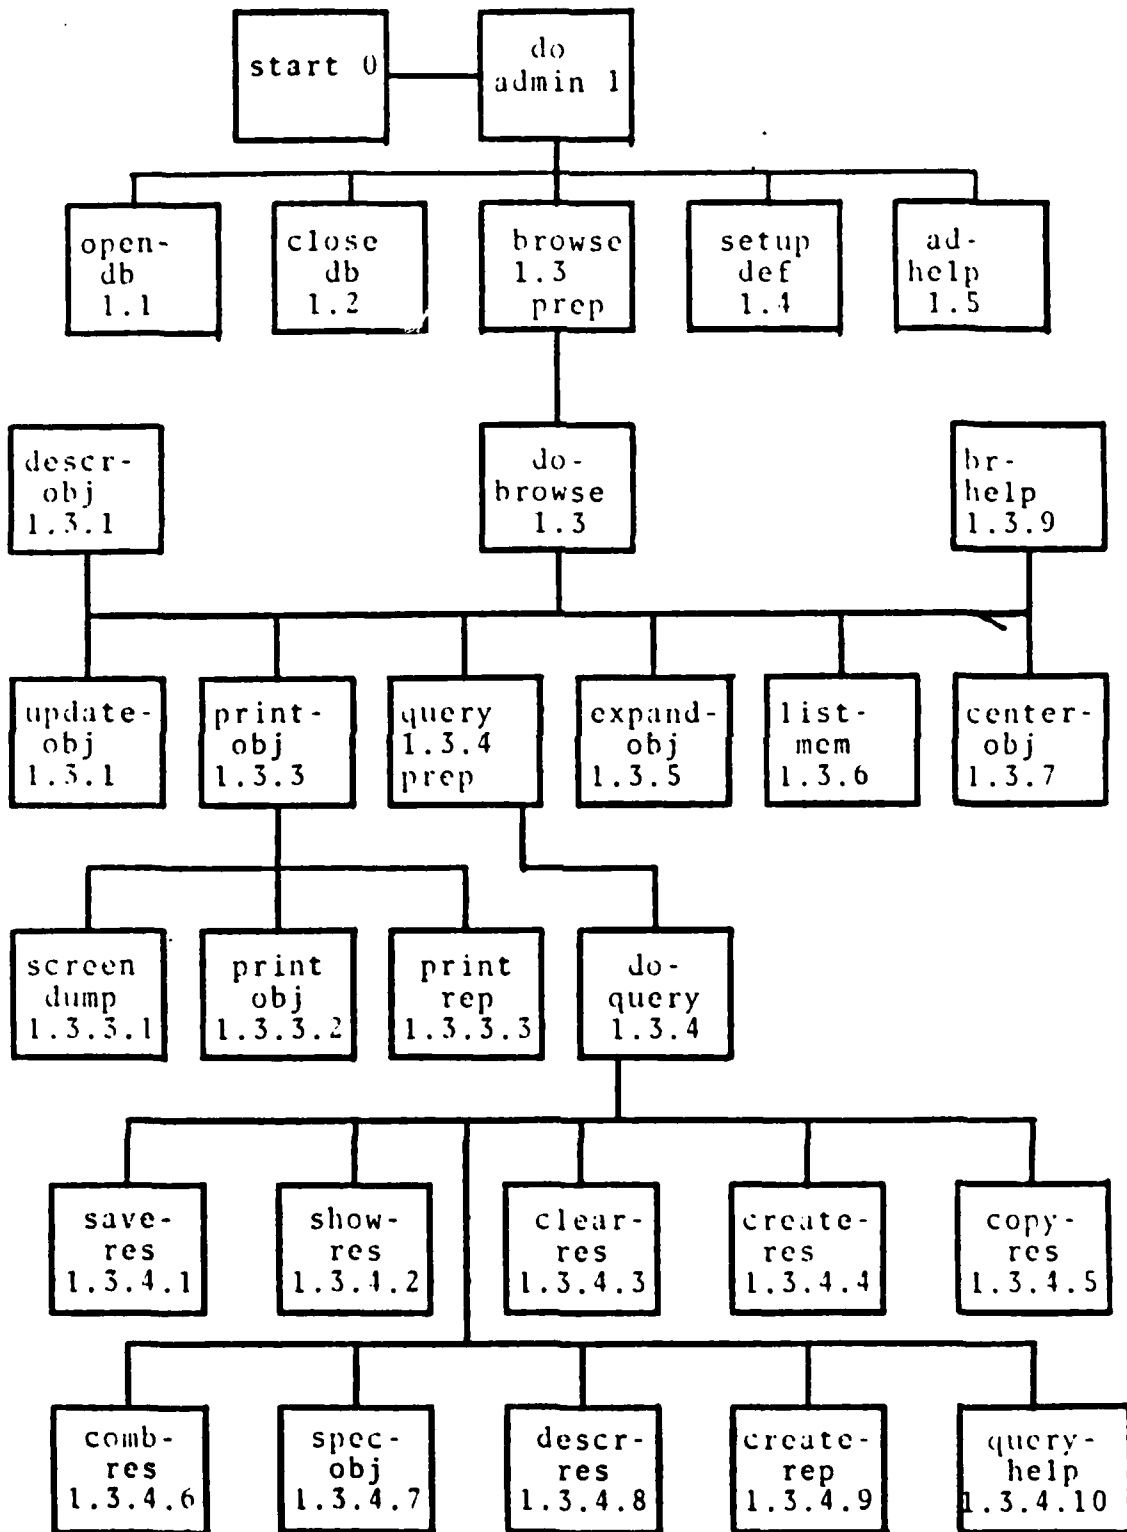 start 0
do
admin 1
open-
db
1.1
close
db
1.2
browse
1.3
prep
setup
def
1.4
ad-
help
1.5
descr-
obj
1.3.1
do-
browse
1.3
br-
help
1.3.9
update-
obj
1.3.1
print-
obj
1.3.3
query
1.3.4
prep
expand-
obj
1.3.5
list-
mem
1.3.6
center-
obj
1.3.7
screen
dump
1.3.3.1
print
obj
1.3.3.2
print
rep
1.3.3.3
do-
query
1.3.4
save-
res
1.3.4.1
show-
res
1.3.4.2
clear-
res
1.3.4.3
create-
res
1.3.4.4
copy-
res
1.3.4.5
comb-
res
1.3.4.6
spec-
obj
1.3.4.7
descr-
res
1.3.4.8
create-
rep
1.3.4.9
query-
help
1.3.4.10